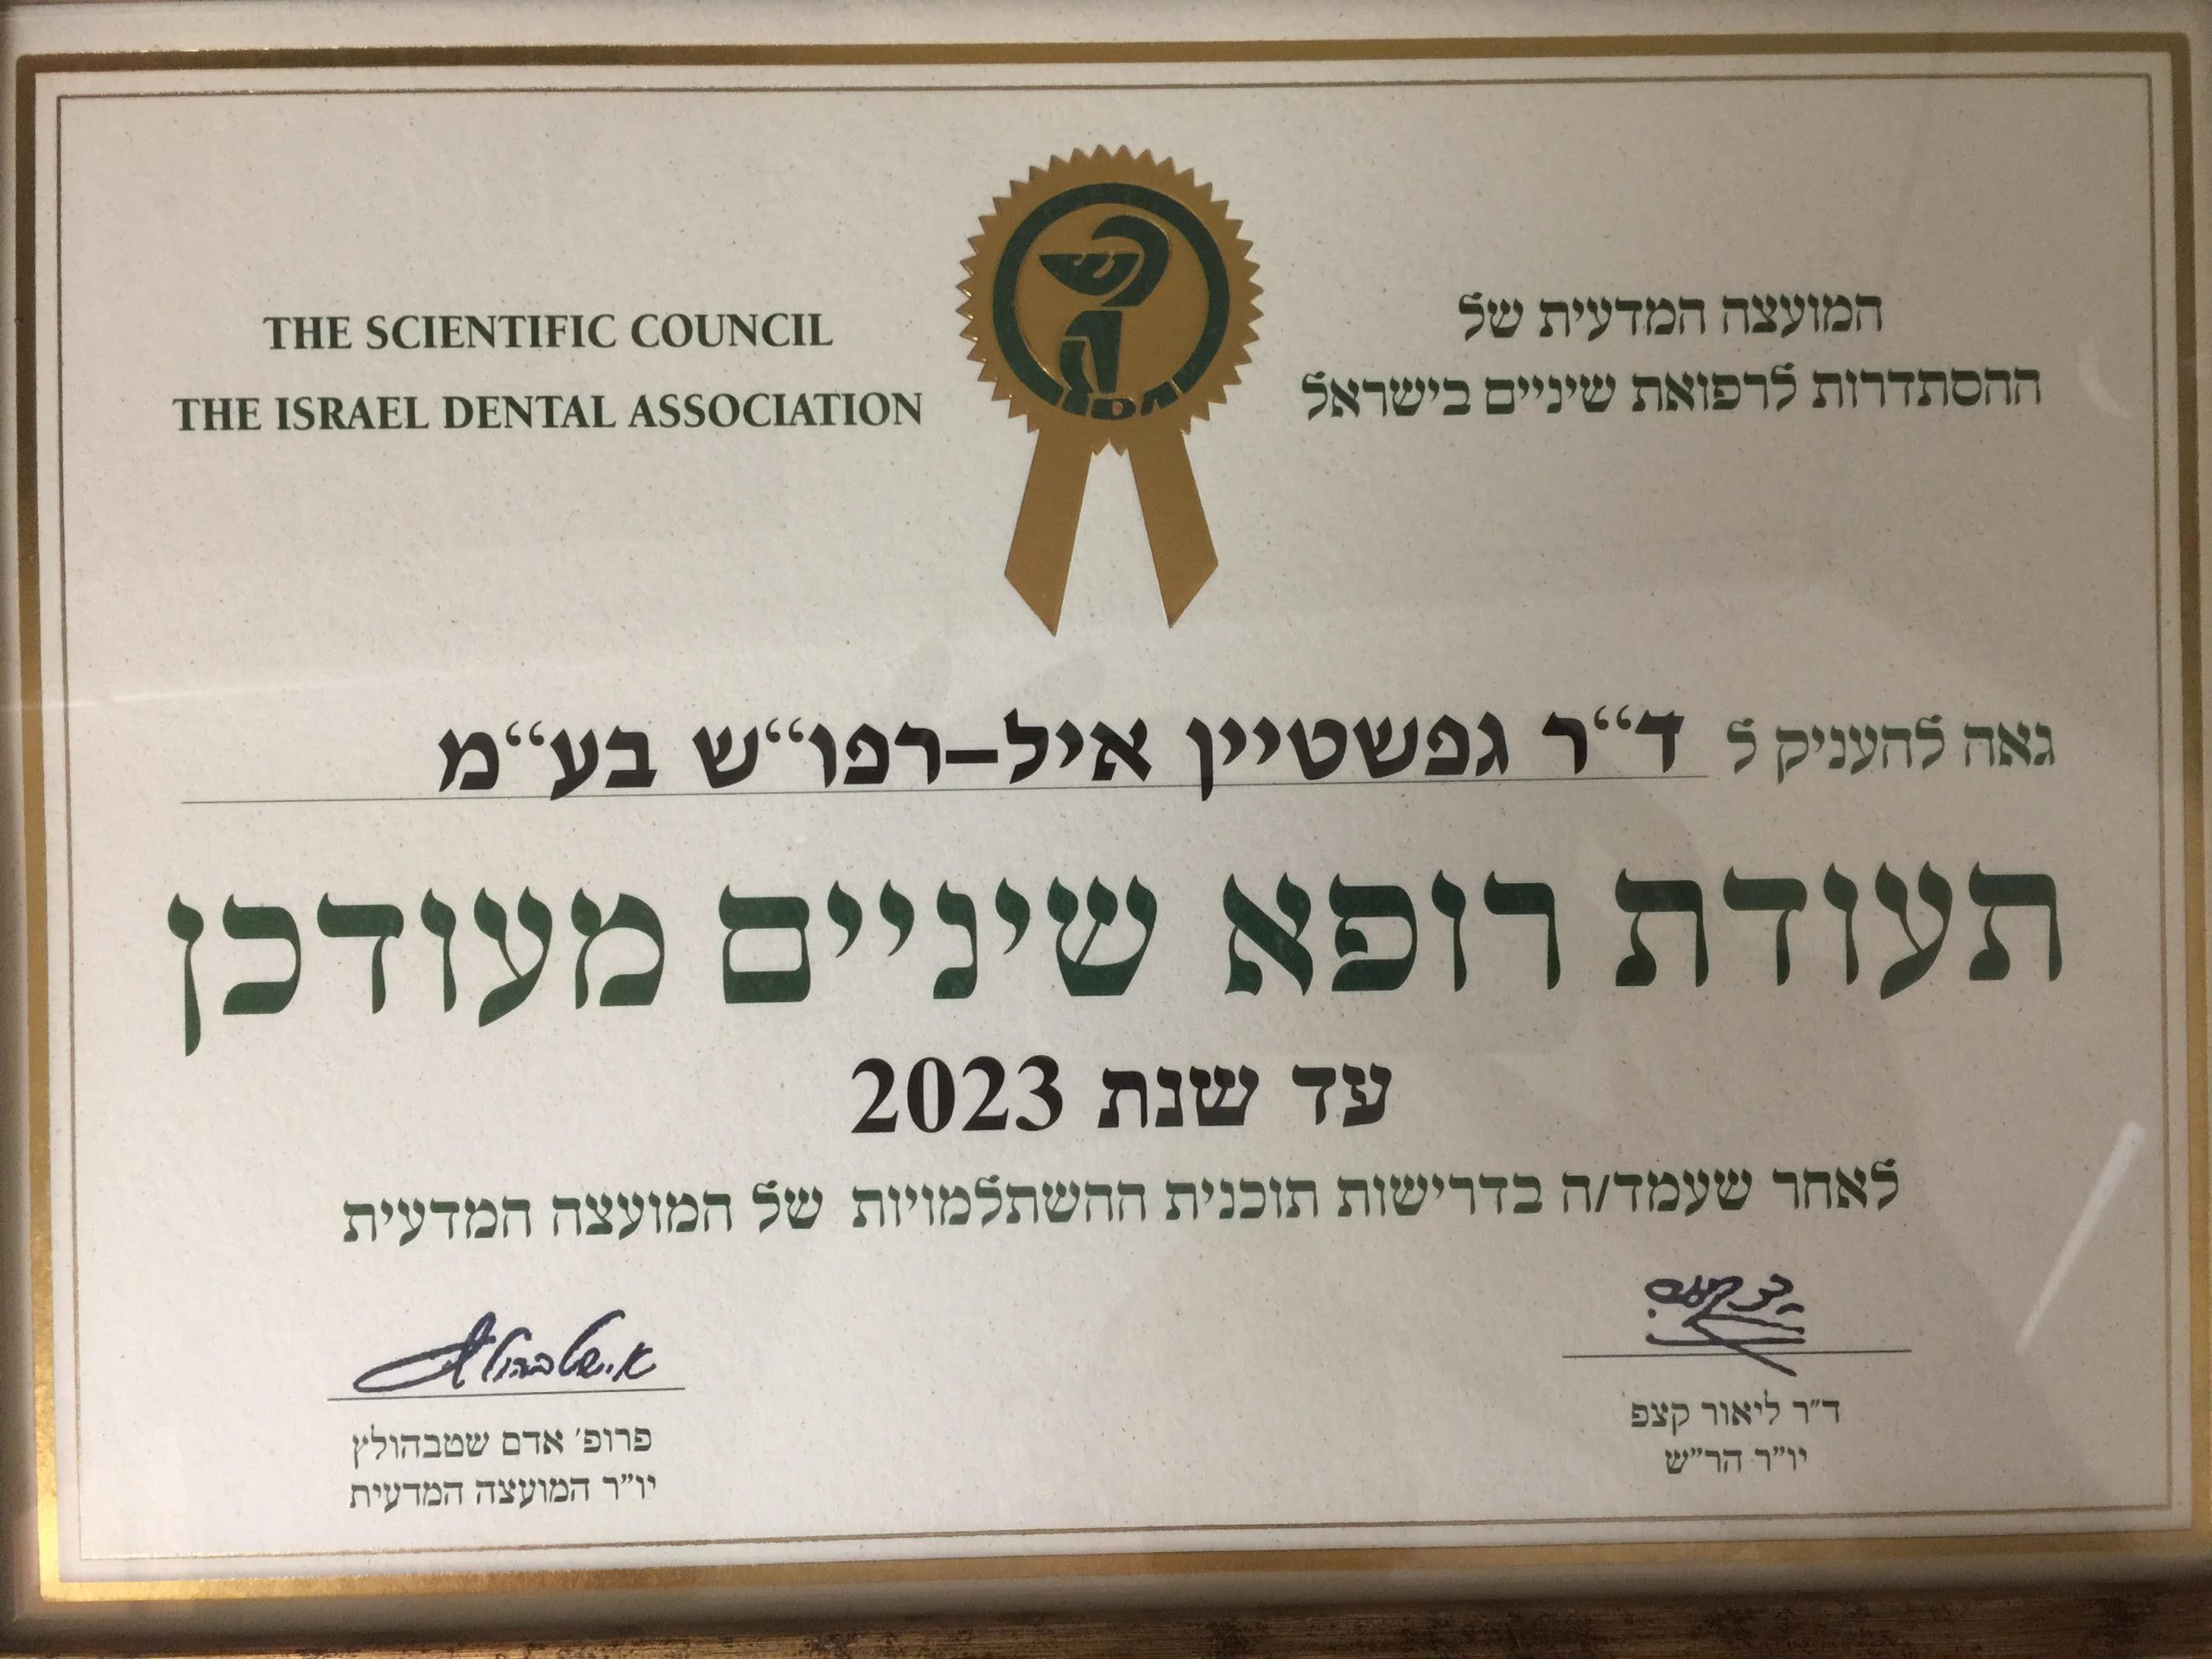 המועצה המדעית של
ההסתדרות לרפואת שיניים בישראל
THE SCIENTIFIC COUNCIL
THE ISRAEL DENTAL ASSOCIATION
גאה להעניק ל ד״ר גפשטיין איל–רפו״ש בע״מ
תעודת רופא שיניים מעודכן
עד שנת 2023
לאחר שעמד/ה בדרישות תוכנית ההשתלמויות של המועצה המדעית
ד״ר ליאור קצפ
יו״ר הר״ש
פרופ׳ אדם שטבהולץ
יו״ר המועצה המדעית